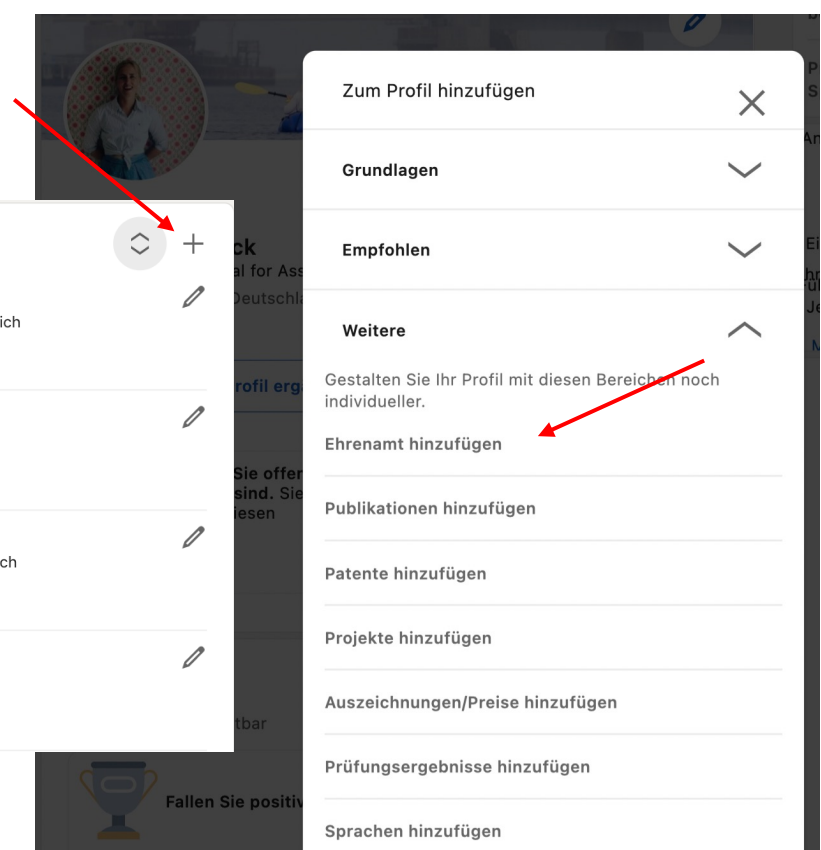 Zum Profil hinzufügen
Grundlagen
Empfohlen
Weitere
Gestalten Sie Ihr Profil mit diesen Bereichen noch
individueller.
Ehrenamt hinzufügen
Publikationen hinzufügen
Patente hinzufügen
Projekte hinzufügen
Auszeichnungen/Preise hinzufügen
Prüfungsergebnisse hinzufügen
Sprachen hinzufügen
ich
ch
ck
al for Ass
Deutschla
rofil erg
Sie offen
sind. Sie
iesen
tbar
Fallen Sie positiv